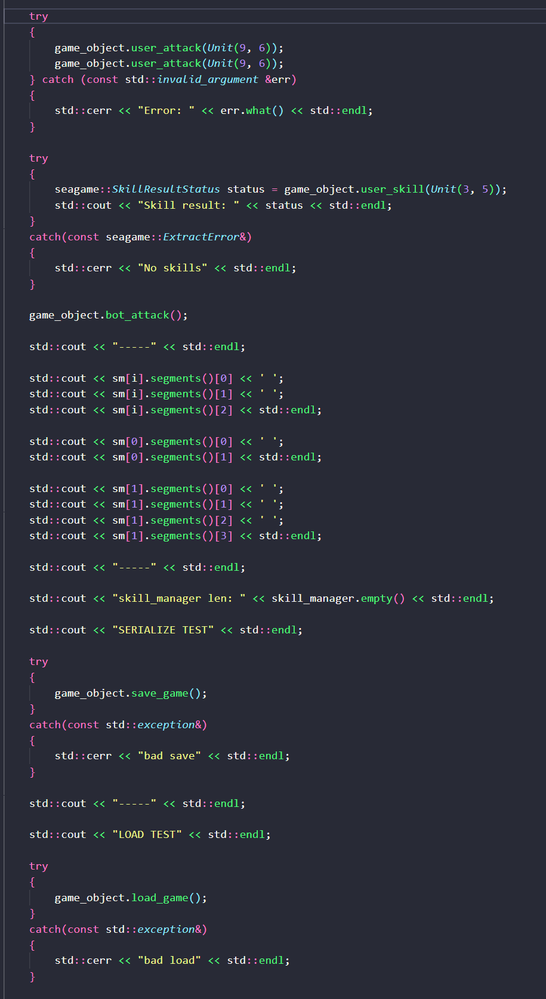 try
{
    game_object.user_attack(Unit(9, 6));
    game_object.user_attack(Unit(9, 6));
} catch (const std::invalid_argument &err)
{
    std::cerr << "Error: " << err.what() << std::endl;
}

try
{
    seagame::SkillResultStatus status = game_object.user_skill(Unit(3, 5));
    std::cout << "Skill result: " << status << std::endl;
}
catch(const seagame::ExtractError&)
{
    std::cerr << "No skills" << std::endl;
}

game_object.bot_attack();

std::cout << "-----" << std::endl;

std::cout << sm[i].segments()[0] << ' ';
std::cout << sm[i].segments()[1] << ' ';
std::cout << sm[i].segments()[2] << std::endl;

std::cout << sm[0].segments()[0] << ' ';
std::cout << sm[0].segments()[1] << std::endl;

std::cout << sm[1].segments()[0] << ' ';
std::cout << sm[1].segments()[1] << ' ';
std::cout << sm[1].segments()[2] << ' ';
std::cout << sm[1].segments()[3] << std::endl;

std::cout << "-----" << std::endl;

std::cout << "skill_manager len: " << skill_manager.empty() << std::endl;

std::cout << "SERIALIZE TEST" << std::endl;

try
{
    game_object.save_game();
}
catch(const std::exception&)
{
    std::cerr << "bad save" << std::endl;
}

std::cout << "-----" << std::endl;

std::cout << "LOAD TEST" << std::endl;

try
{
    game_object.load_game();
}
catch(const std::exception&)
{
    std::cerr << "bad load" << std::endl;
}